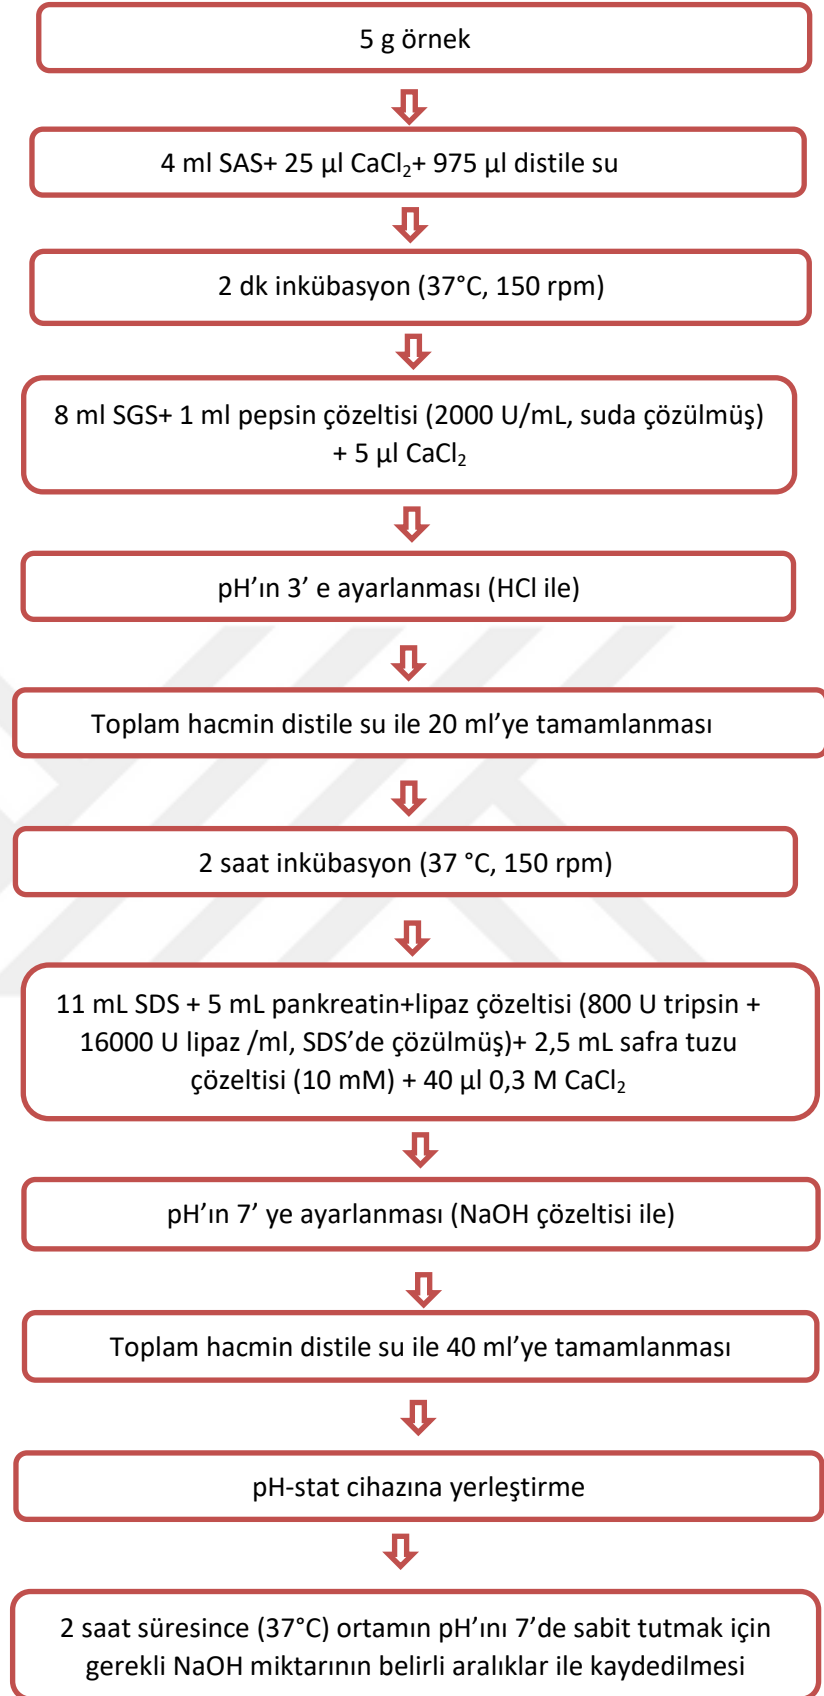 5 g örnek
4 ml SAS+ 25 µl CaCl₂+ 975 µl distile su
2 dk inkübasyon (37°C, 150 rpm)
8 ml SGS+ 1 ml pepsin çözeltisi (2000 U/mL, suda çözülmüş)
+ 5 µl CaCl₂
pH’ın 3’ e ayarlanması (HCl ile)
Toplam hacmin distile su ile 20 ml’ye tamamlanması
2 saat inkübasyon (37 °C, 150 rpm)
11 mL SDS + 5 mL pankreatin+lipaz çözeltisi (800 U tripsin +
16000 U lipaz /ml, SDS’de çözülmüş)+ 2,5 mL safra tuzu
çözeltisi (10 mM) + 40 µl 0,3 M CaCl₂
pH’ın 7’ ye ayarlanması (NaOH çözeltisi ile)
Toplam hacmin distile su ile 40 ml’ye tamamlanması
pH-stat cihazına yerleştirme
2 saat süresince (37°C) ortamın pH’ını 7’de sabit tutmak için
gerekli NaOH miktarının belirli aralıklar ile kaydedilmesi